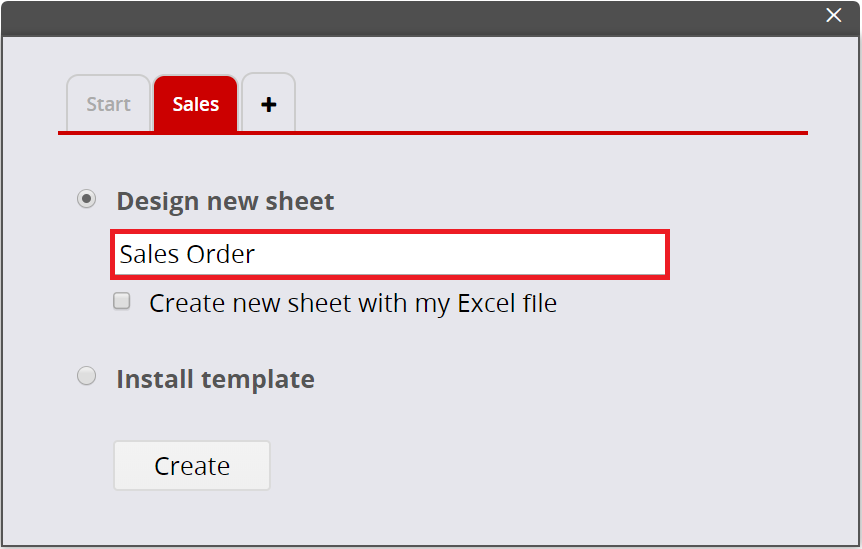 Start Sales +
Design new sheet
Sales Order
Create new sheet with my Excel file
Install template
Create